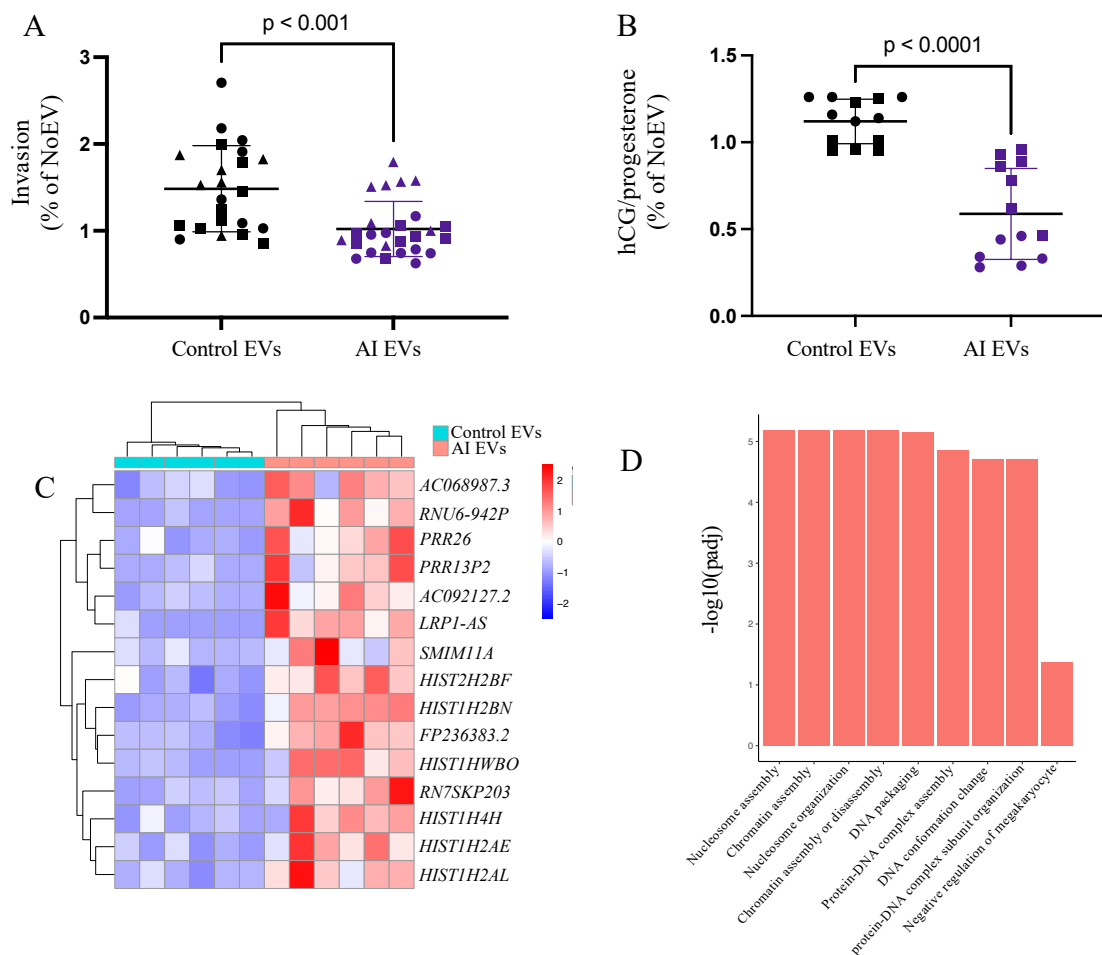 A
p < 0.001
Invasion
(% of NoEV)
3
2
1
0
Control EVs
AI EVs
B
p < 0.0001
hCG/progesterone
(% of NoEV)
1.5
1.0
0.5
0.0
Control EVs
AI EVs
C
Control EVs
AI EVs
2
1
0
−1
−2
AC068987.3
RNU6-942P
PRR26
PRR13P2
AC092127.2
LRP1-AS
SMIM11A
HIST2H2BF
HIST1H2BN
FP236383.2
HIST1HWBO
RN7SKP203
HIST1H4H
HIST1H2AE
HIST1H2AL
D
-log10(padj)
5
4
3
2
1
0
Nucleosome assembly
Chromatin assembly
Nucleosome organization
Chromatin assembly or disassembly
DNA packaging
Protein-DNA complex assembly
DNA conformation change
protein-DNA complex subunit organization
Negative regulation of megakaryocyte